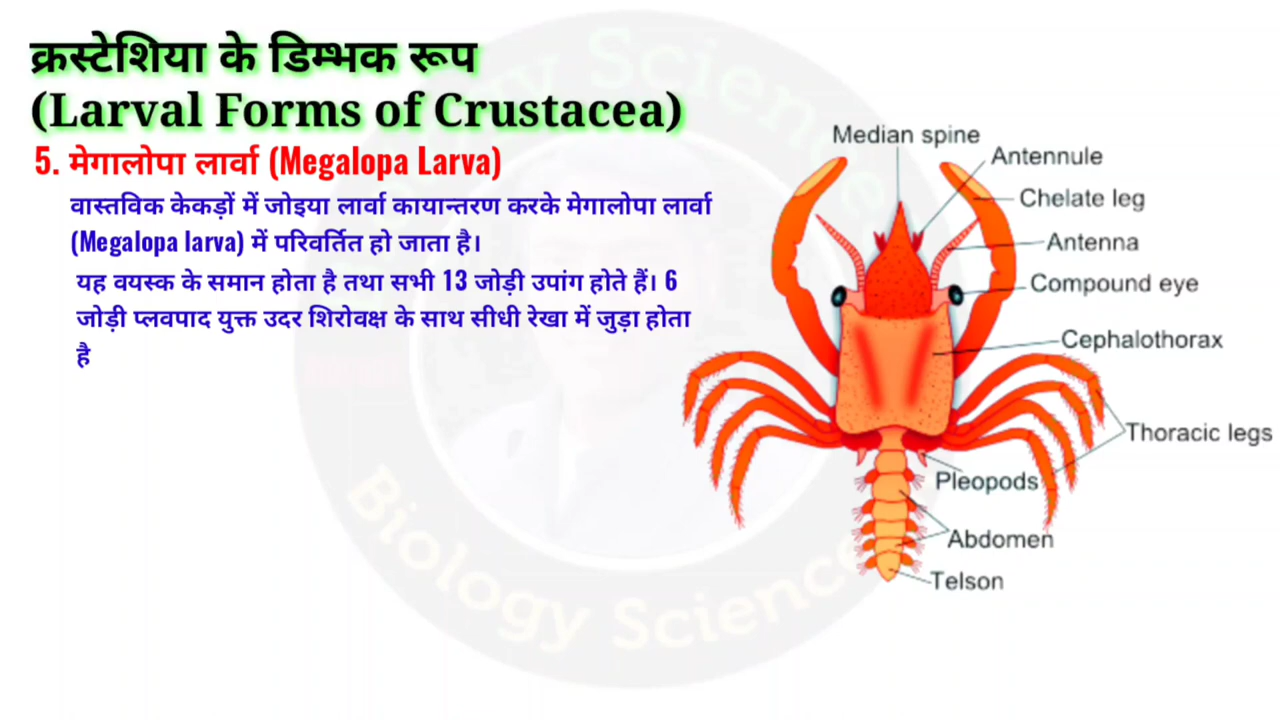 क्रस्टेशिया के डिम्भक रूप
(Larval Forms of Crustacea)
5. मेगालोपा लार्वा (Megalopa Larva)
वास्तविक केकड़ों में जोइया लार्वा कायान्तरण करके मेगालोपा लार्वा
(Megalopa larva) में परिवर्तित हो जाता है।
यह वयस्क के समान होता है तथा सभी 13 जोड़ी उपांग होते हैं। 6
जोड़ी प्लवपाद युक्त उदर शिरोवक्ष के साथ सीधी रेखा में जुड़ा होता
है
Median spine
Antennule
Chelate leg
Antenna
Compound eye
Cephalothorax
Thoracic legs
Pleopods
Abdomen
Telson
Biology Science
Biology Science